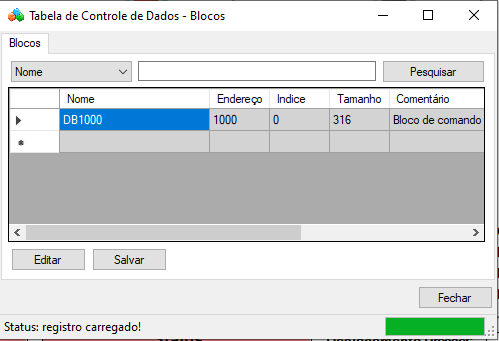 Tabela de Controle de Dados - Blocos
Blocos
Nome Pesquisar
Nome Endereço Indice Tamanho Comentário
DB1000 1000 0 316 Bloco de comando
Editar Salvar
Fechar
Status: registro carregado!